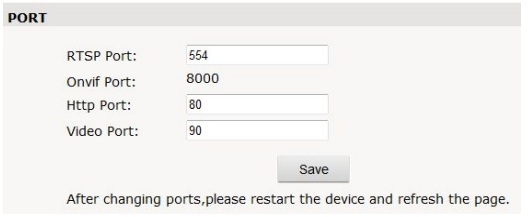 PORT
RTSP Port: 554
Onvif Port: 8000
Http Port: 80
Video Port: 90
Save
After changing ports,please restart the device and refresh the page.